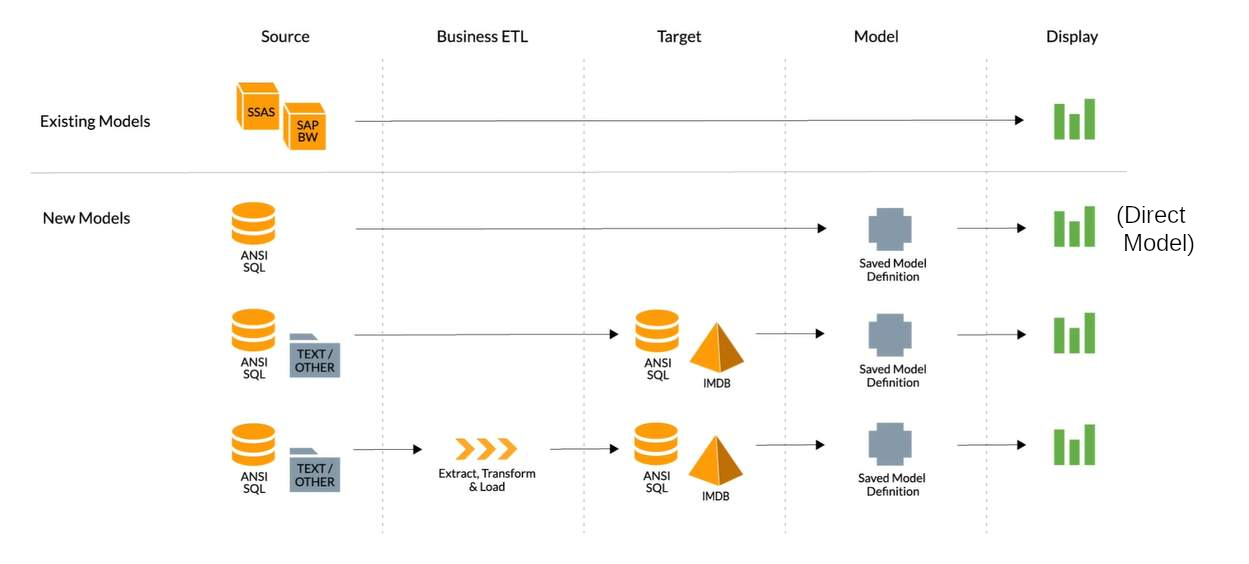 Source Business ETL Target Model Display
Existing Models
SSAS
SAP
BW
New Models
ANSI
SQL
Saved Model
Definition
(Direct
Model)
ANSI
SQL
TEXT /
OTHER
ANSI
SQL
IMDB
Saved Model
Definition
ANSI
SQL
TEXT /
OTHER
Extract, Transform
& Load
ANSI
SQL
IMDB
Saved Model
Definition